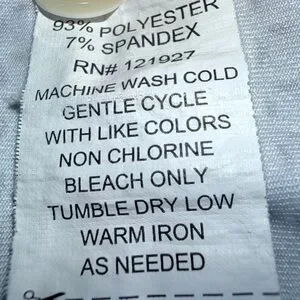 93% POLYESTER
7% SPANDEX
RN# 121927
MACHINE WASH COLD
GENTLE CYCLE
WITH LIKE COLORS
NON CHLORINE
BLEACH ONLY
TUMBLE DRY LOW
WARM IRON
AS NEEDED